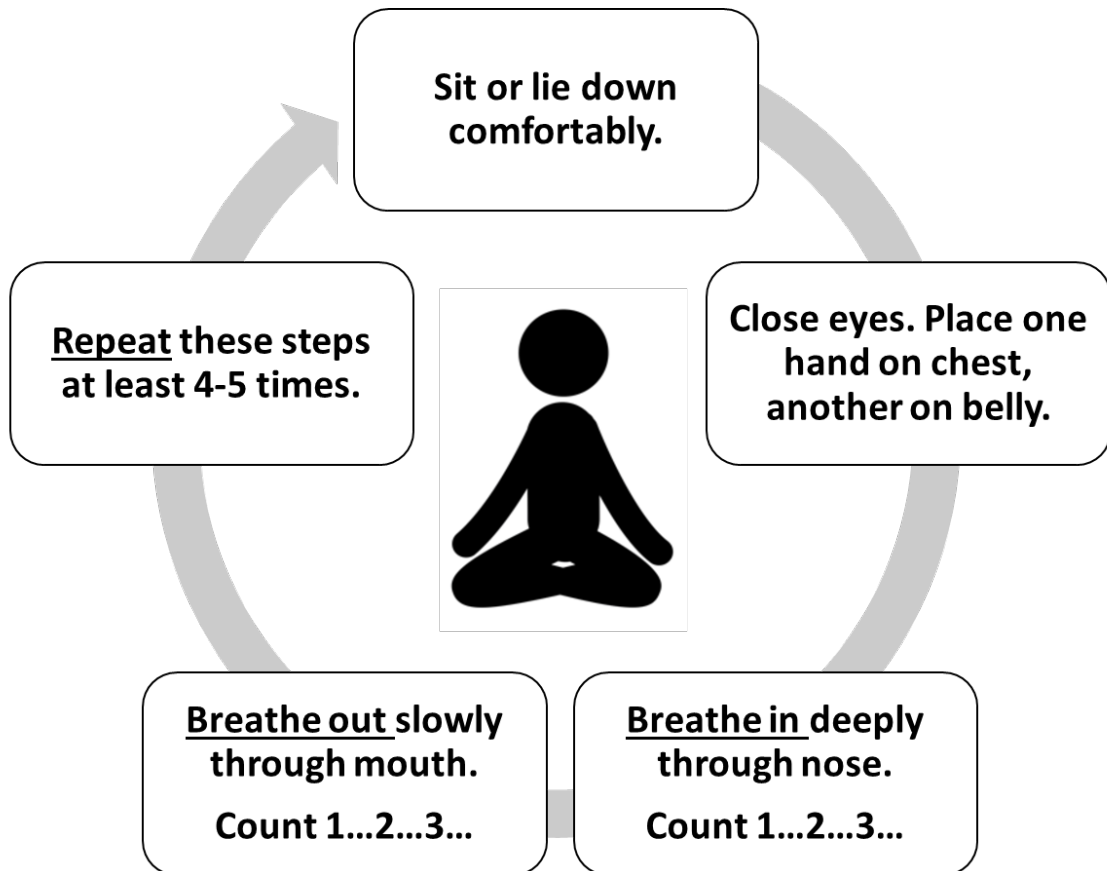 Sit or lie down
comfortably.
Close eyes. Place one
hand on chest,
another on belly.
Breathe in deeply
through nose.
Count 1...2...3...
Breathe out slowly
through mouth.
Count 1...2...3...
Repeat these steps
at least 4-5 times.